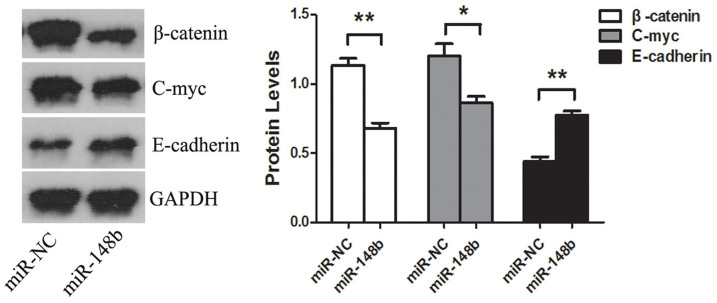 β-catenin
C-myc
E-cadherin
GAPDH
miR-NC
miR-148b
Protein Levels
1.5
1.0
0.5
0.0
**
*
**
β-catenin
C-myc
E-cadherin
miR-NC
miR-148b
miR-NC
miR-148b
miR-NC
miR-148b